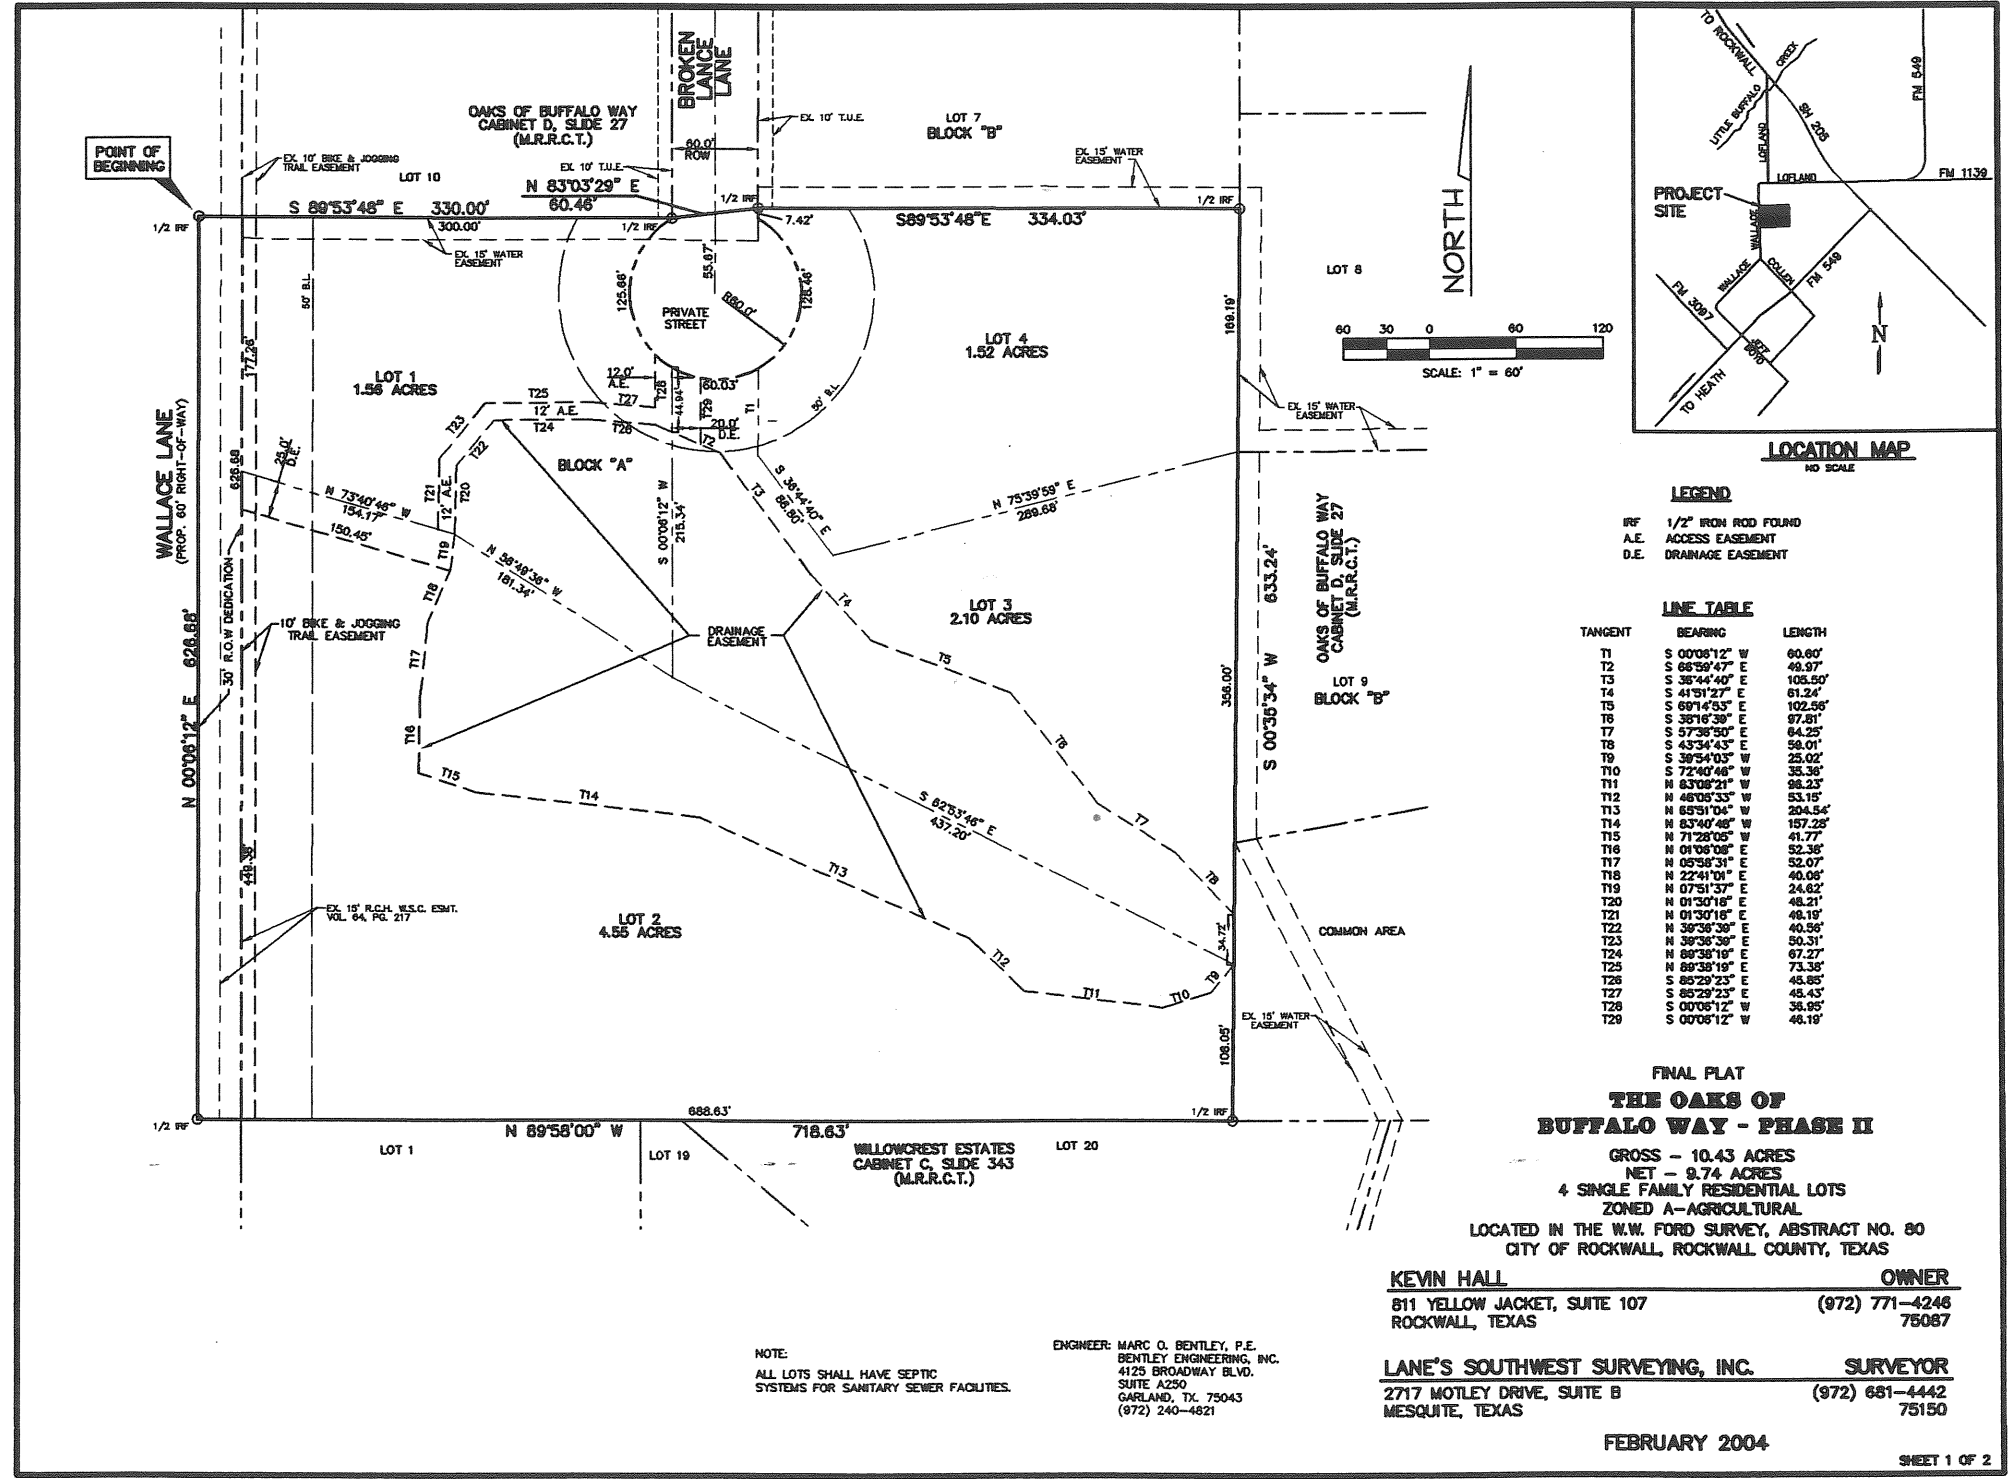 BROKEN
LANCE
LANE
OAKS OF BUFFALO WAY
CABINET D, SLIDE 27
(M.R.R.C.T.)
EX. 10' T.U.E.
LOT 7
BLOCK "B"
60.0'
ROW
EX. 15' WATER
EASEMENT
POINT OF
BEGINNING
EX. 10' BIKE & JOGGING
TRAIL EASEMENT
LOT 10
EX. 10' T.U.E.
N 83°03'29" E
60.46'
1/2 IRF
1/2 IRF
S 89°53'48" E 330.00'
300.00'
1/2 IRF
1/2 IRF
7.42'
S89°53'48"E 334.03'
EX. 15' WATER
EASEMENT
50' B.L.
55.67'
125.66'
128.46'
R60.0'
PRIVATE
STREET
LOT 4
1.52 ACRES
169.19'
LOT 8
NORTH
60 30 0 60 120
SCALE: 1" = 60'
177.26'
LOT 1
1.56 ACRES
12.0'
A.E.
T28
44.94'
60.03'
T29
T1
20.0'
D.E.
50' B.L.
T25
12' A.E.
T24
T27
T26
T2
T23
T22
BLOCK "A"
EX. 15' WATER
EASEMENT
WALLACE LANE
(PROP. 60' RIGHT-OF-WAY)
626.68
25.0'
D.E.
N 73°40'46" W
154.17'
150.45'
T21
12' A.E.
T20
T19
T18
T17
T16
T15
T14
T13
T12
T11
T10
T9
T8
T7
T6
T5
T4
T3
S 36°44'40" E
86.80'
N 75°39'59" E
289.68'
S 00°06'12" W
215.34'
N 56°49'36" W
181.34'
DRAINAGE
EASEMENT
LOT 3
2.10 ACRES
356.00'
S 00°35'34" W 633.24'
OAKS OF BUFFALO WAY
CABINET D, SLIDE 27
(M.R.R.C.T.)
LOT 9
BLOCK "B"
30' R.O.W DEDICATION
10' BIKE & JOGGING
TRAIL EASEMENT
N 00°06'12" E 626.68'
S 62°53'46" E
437.20'
449.38'
EX. 15' R.C.H. W.S.C. ESMT.
VOL. 64, PG. 217
LOT 2
4.55 ACRES
34.72'
COMMON AREA
EX. 15' WATER
EASEMENT
108.05'
1/2 IRF
688.63'
1/2 IRF
N 89°58'00" W 718.63'
LOT 1
LOT 19
WILLOWCREST ESTATES
CABINET C, SLIDE 343
(M.R.R.C.T.)
LOT 20
NOTE:
ALL LOTS SHALL HAVE SEPTIC
SYSTEMS FOR SANITARY SEWER FACILITIES.
ENGINEER: MARC O. BENTLEY, P.E.
BENTLEY ENGINEERING, INC.
4125 BROADWAY BLVD.
SUITE A250
GARLAND, TX. 75043
(972) 240-4821
TO ROCKWALL
LITTLE BUFFALO CREEK
SH 205
FM 549
LOFLAND
LOFLAND
FM 1139
PROJECT
SITE
WALLACE
WALLACE
CULLEN
FM 549
FM 3097
JEFF
BOYD
TO HEATH
N
LOCATION MAP
NO SCALE
LEGEND
IRF 1/2" IRON ROD FOUND
A.E. ACCESS EASEMENT
D.E. DRAINAGE EASEMENT
LINE TABLE
TANGENT BEARING LENGTH
T1 S 00°06'12" W 60.60'
T2 S 66°59'47" E 49.97'
T3 S 36°44'40" E 105.50'
T4 S 41°51'27" E 61.24'
T5 S 69°14'53" E 102.56'
T6 S 38°16'39" E 97.81'
T7 S 57°36'50" E 64.25'
T8 S 43°34'43" E 59.01'
T9 S 39°54'03" W 25.02'
T10 S 72°40'46" W 35.36'
T11 N 83°08'21" W 96.23'
T12 N 46°05'33" W 53.15'
T13 N 65°51'04" W 204.54'
T14 N 83°40'46" W 157.28'
T15 N 71°28'05" W 41.77'
T16 N 01°06'08" E 52.36'
T17 N 05°58'31" E 52.07'
T18 N 22°41'01" E 40.06'
T19 N 07°51'37" E 24.62'
T20 N 01°30'18" E 48.21'
T21 N 01°30'18" E 49.19'
T22 N 39°36'39" E 40.56'
T23 N 39°36'39" E 50.31'
T24 N 89°38'19" E 67.27'
T25 N 89°38'19" E 73.38'
T26 S 85°29'23" E 45.85'
T27 S 85°29'23" E 45.43'
T28 S 00°06'12" W 36.95'
T29 S 00°06'12" W 46.19'
FINAL PLAT
THE OAKS OF
BUFFALO WAY - PHASE II
GROSS - 10.43 ACRES
NET - 9.74 ACRES
4 SINGLE FAMILY RESIDENTIAL LOTS
ZONED A-AGRICULTURAL
LOCATED IN THE W.W. FORD SURVEY, ABSTRACT NO. 80
CITY OF ROCKWALL, ROCKWALL COUNTY, TEXAS
KEVIN HALL OWNER
811 YELLOW JACKET, SUITE 107 (972) 771-4246
ROCKWALL, TEXAS 75087
LANE'S SOUTHWEST SURVEYING, INC. SURVEYOR
2717 MOTLEY DRIVE, SUITE B (972) 681-4442
MESQUITE, TEXAS 75150
FEBRUARY 2004
SHEET 1 OF 2